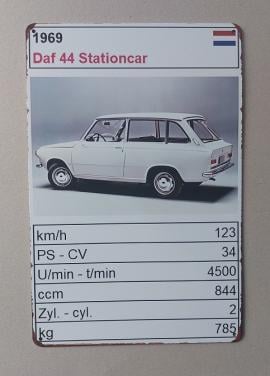 1969
Daf 44 Stationcar
km/h 123
PS - CV 34
U/min - t/min 4500
ccm 844
Zyl. - cyl. 2
kg 785